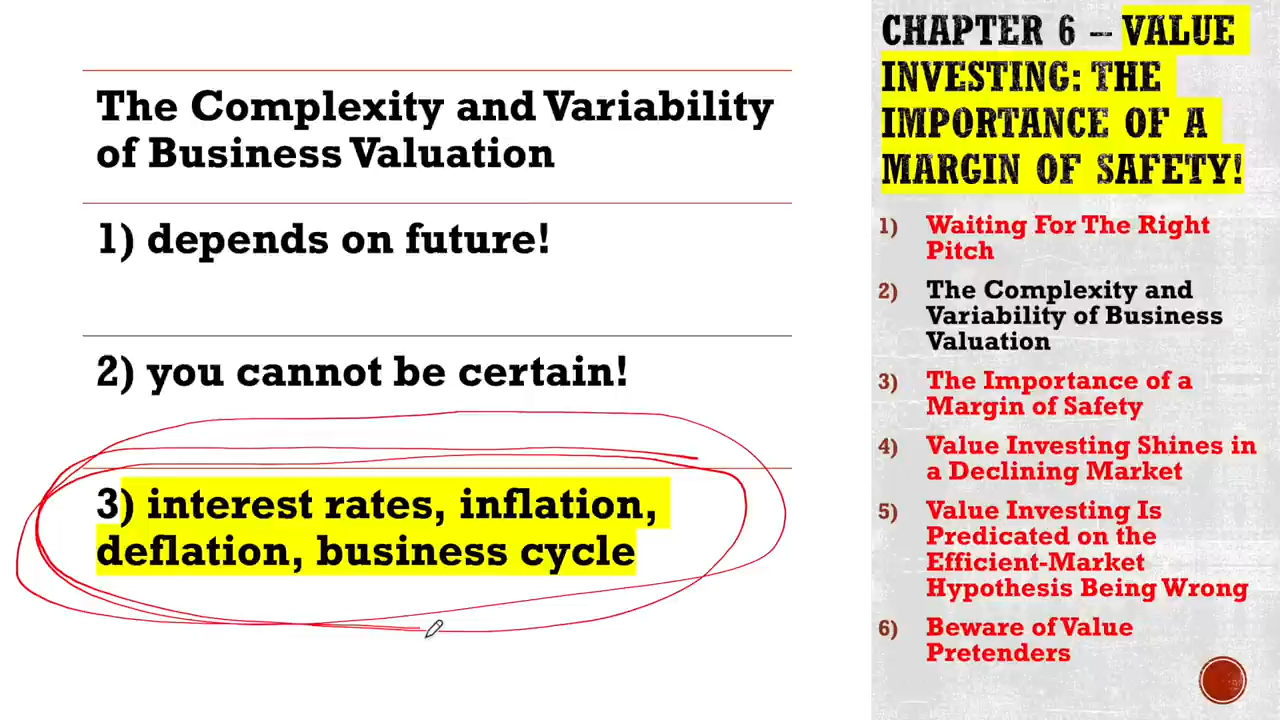 The Complexity and Variability
of Business Valuation
1) depends on future!
2) you cannot be certain!
3) interest rates, inflation,
deflation, business cycle
CHAPTER 6 – VALUE
INVESTING: THE
IMPORTANCE OF A
MARGIN OF SAFETY!
1) Waiting For The Right
Pitch
2) The Complexity and
Variability of Business
Valuation
3) The Importance of a
Margin of Safety
4) Value Investing Shines in
a Declining Market
5) Value Investing Is
Predicated on the
Efficient-Market
Hypothesis Being Wrong
6) Beware of Value
Pretenders